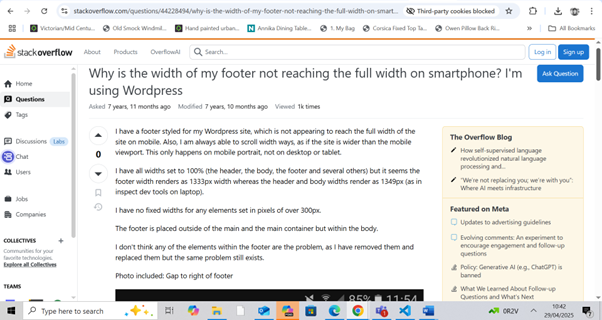 stackoverflow.com/questions/44228494/why-is-the-width-of-my-footer-not-reaching-the-full-width-on-smart...
Third-party cookies blocked
Victorian/Mid Centu...
Old Smock Windmil...
Hand painted urban...
Annika Dining Table...
1. My Bag
Corsica Fixed Top Ta...
Owen Pillow Back Ri...
»
All Bookmarks
stackoverflow
About
Products
OverflowAI
Search...
Log in
Sign up
Home
Questions
Tags
Discussions
Labs
Chat
Users
Jobs
Companies
COLLECTIVES
Communities for your
favorite technologies.
Explore all Collectives
TEAMS
Why is the width of my footer not reaching the full width on smartphone? I'm
using Wordpress
Ask Question
Asked 7 years, 11 months ago Modified 7 years, 10 months ago Viewed 1k times
0
I have a footer styled for my Wordpress site, which is not appearing to reach the full width of the
site on mobile. Also, I am always able to scroll width ways, as if the site is wider than the mobile
viewport. This only happens on mobile portrait, not on desktop or tablet.
I have all widths set to 100% (the header, the body, the footer and several others) but it seems the
footer width renders as 1333px width whereas the header and body widths render as 1349px (as in
inspect dev tools on laptop).
I have no fixed widths for any elements set in pixels of over 300px.
The footer is placed outside of the main and the main container but within the body.
I don't think any of the elements within the footer are the problem, as I have removed them and
replaced them but the same problem still exists.
Photo included: Gap to right of footer
85% 11:54
The Overflow Blog
How self-supervised language
revolutionized natural language
processing and...
"We're not replacing you; we're with you":
Where AI meets infrastructure
Featured on Meta
Updates to advertising guidelines
Evolving comments: An experiment to
encourage engagement and follow-up
questions
Policy: Generative AI (e.g., ChatGPT) is
banned
What We Learned About Follow-up
Questions and What's Next
Type here to search
0R2V
10:42
29/04/2025